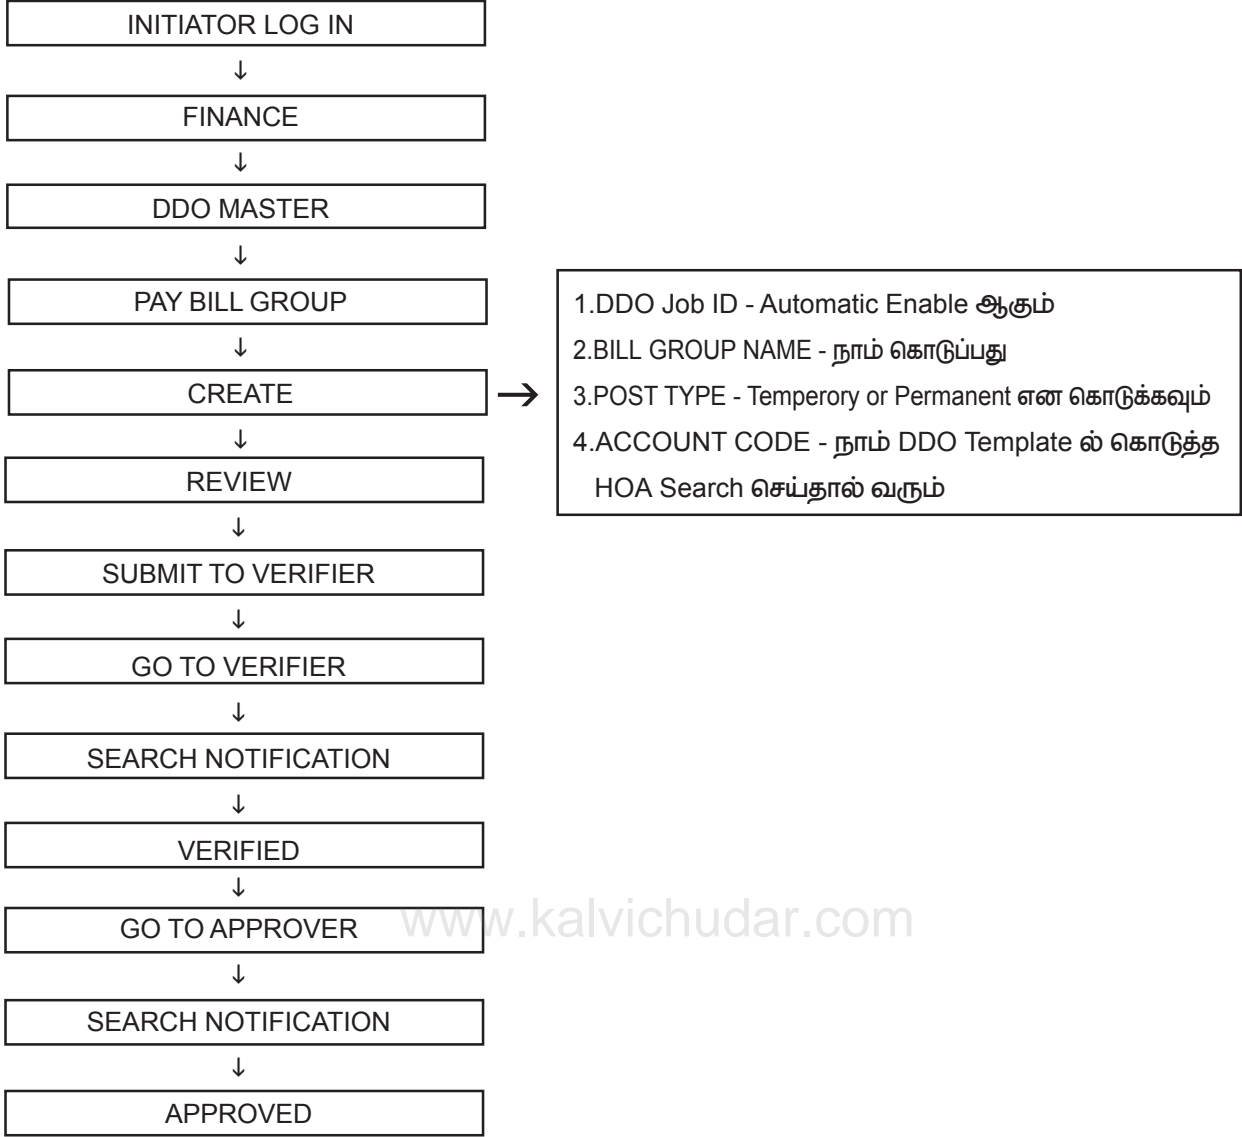 INITIATOR LOG IN
↓
FINANCE
↓
DDO MASTER
↓
PAY BILL GROUP
↓
CREATE
→
1.DDO Job ID - Automatic Enable ஆகும்
2.BILL GROUP NAME - நாம் கொடுப்பது
3.POST TYPE - Temperory or Permanent என கொடுக்கவும்
4.ACCOUNT CODE - நாம் DDO Template ல் கொடுத்த
HOA Search செய்தால் வரும்
↓
REVIEW
↓
SUBMIT TO VERIFIER
↓
GO TO VERIFIER
↓
SEARCH NOTIFICATION
↓
VERIFIED
↓
GO TO APPROVER
www.kalvichudar.com
↓
SEARCH NOTIFICATION
↓
APPROVED